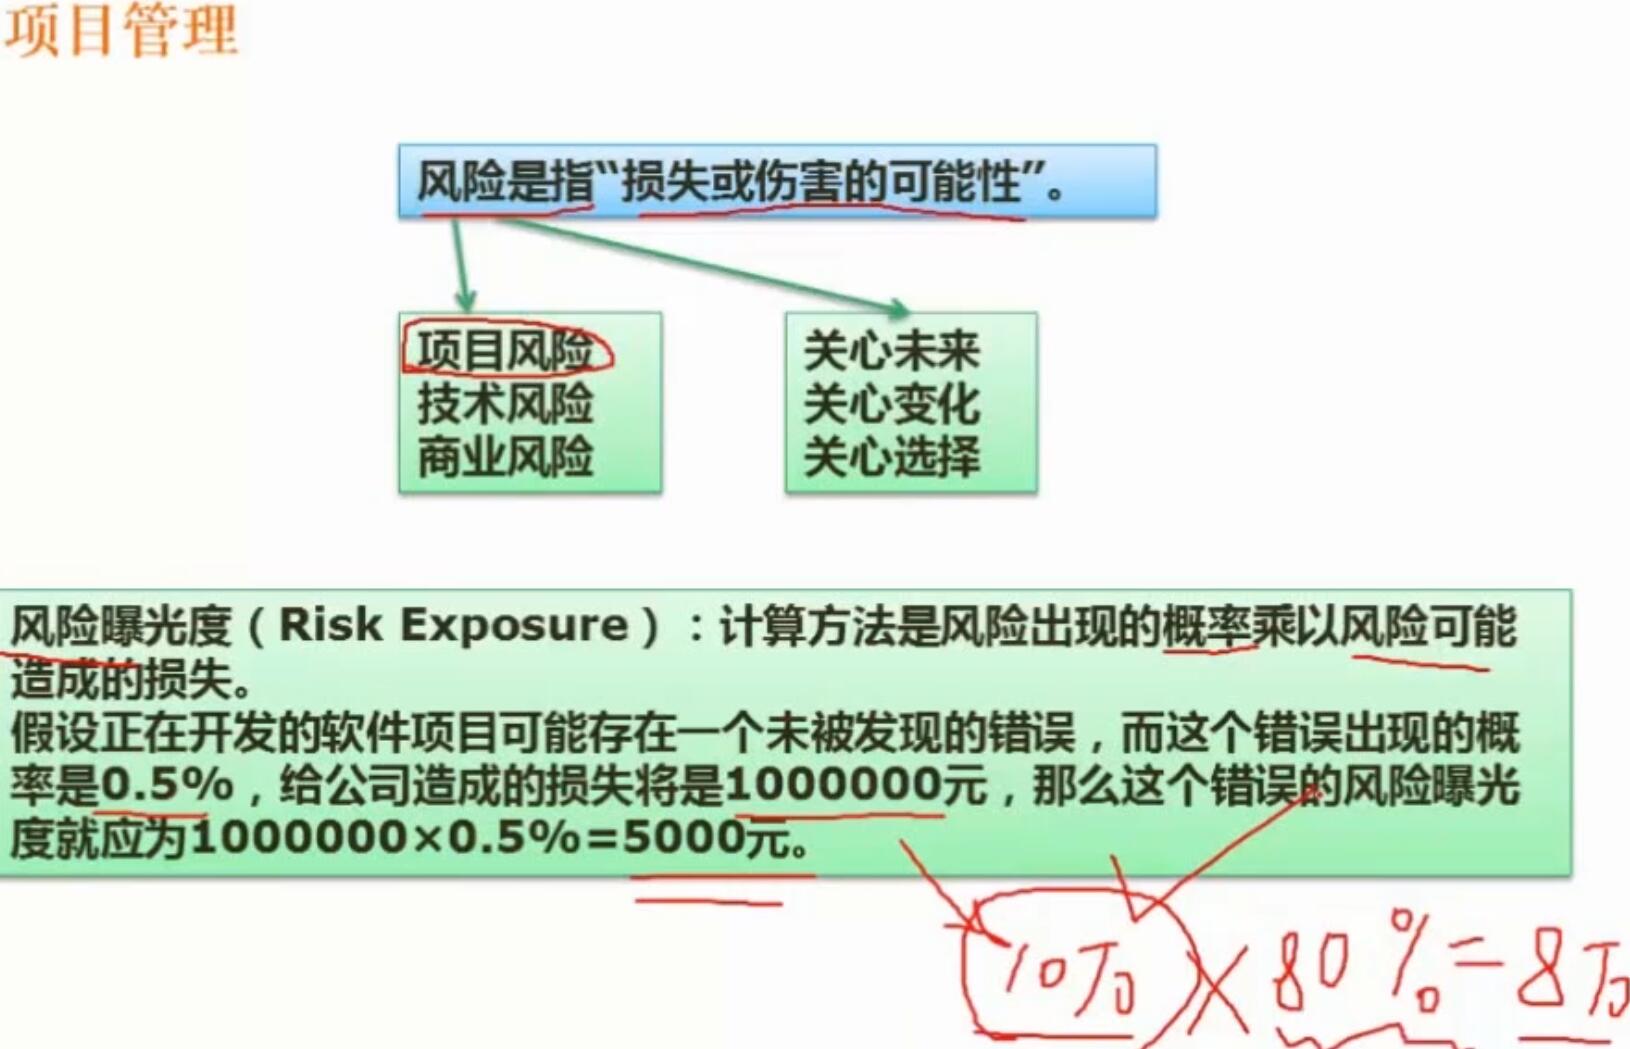 项目管理
风险是指“损失或伤害的可能性”。
项目风险
技术风险
商业风险
关心未来
关心变化
关心选择
风险曝光度（Risk Exposure）：计算方法是风险出现的概率乘以风险可能
造成的损失。
假设正在开发的软件项目可能存在一个未被发现的错误，而这个错误出现的概
率是0.5%，给公司造成的损失将是1000000元，那么这个错误的风险曝光
度就应为1000000×0.5%=5000元。
10万×80%=8万